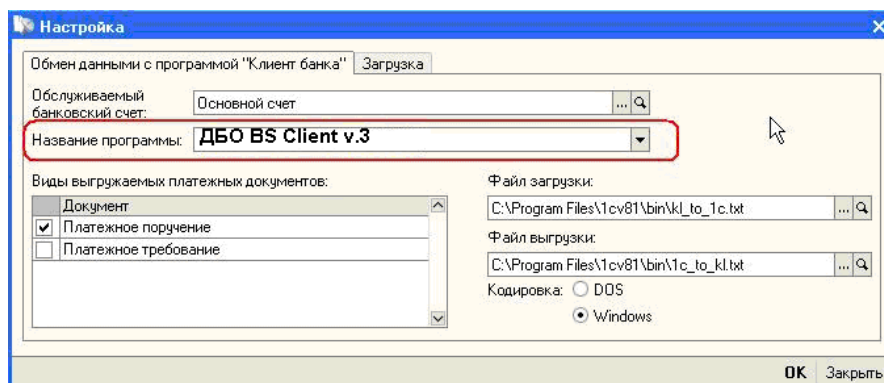 Настройка
Обмен данными с программой "Клиент банка"
Загрузка
Обслуживаемый
банковский счет:
Основной счет
...
Название программы:
ДБО BS Client v.3
Виды выгружаемых платежных документов:
Документ
Платежное поручение
Платежное требование
Файл загрузки:
C:\Program Files\1cv81\bin\kl_to_1c.txt
...
Файл выгрузки:
C:\Program Files\1cv81\bin\1c_to_kl.txt
...
Кодировка:
DOS
Windows
OK
Закрыть